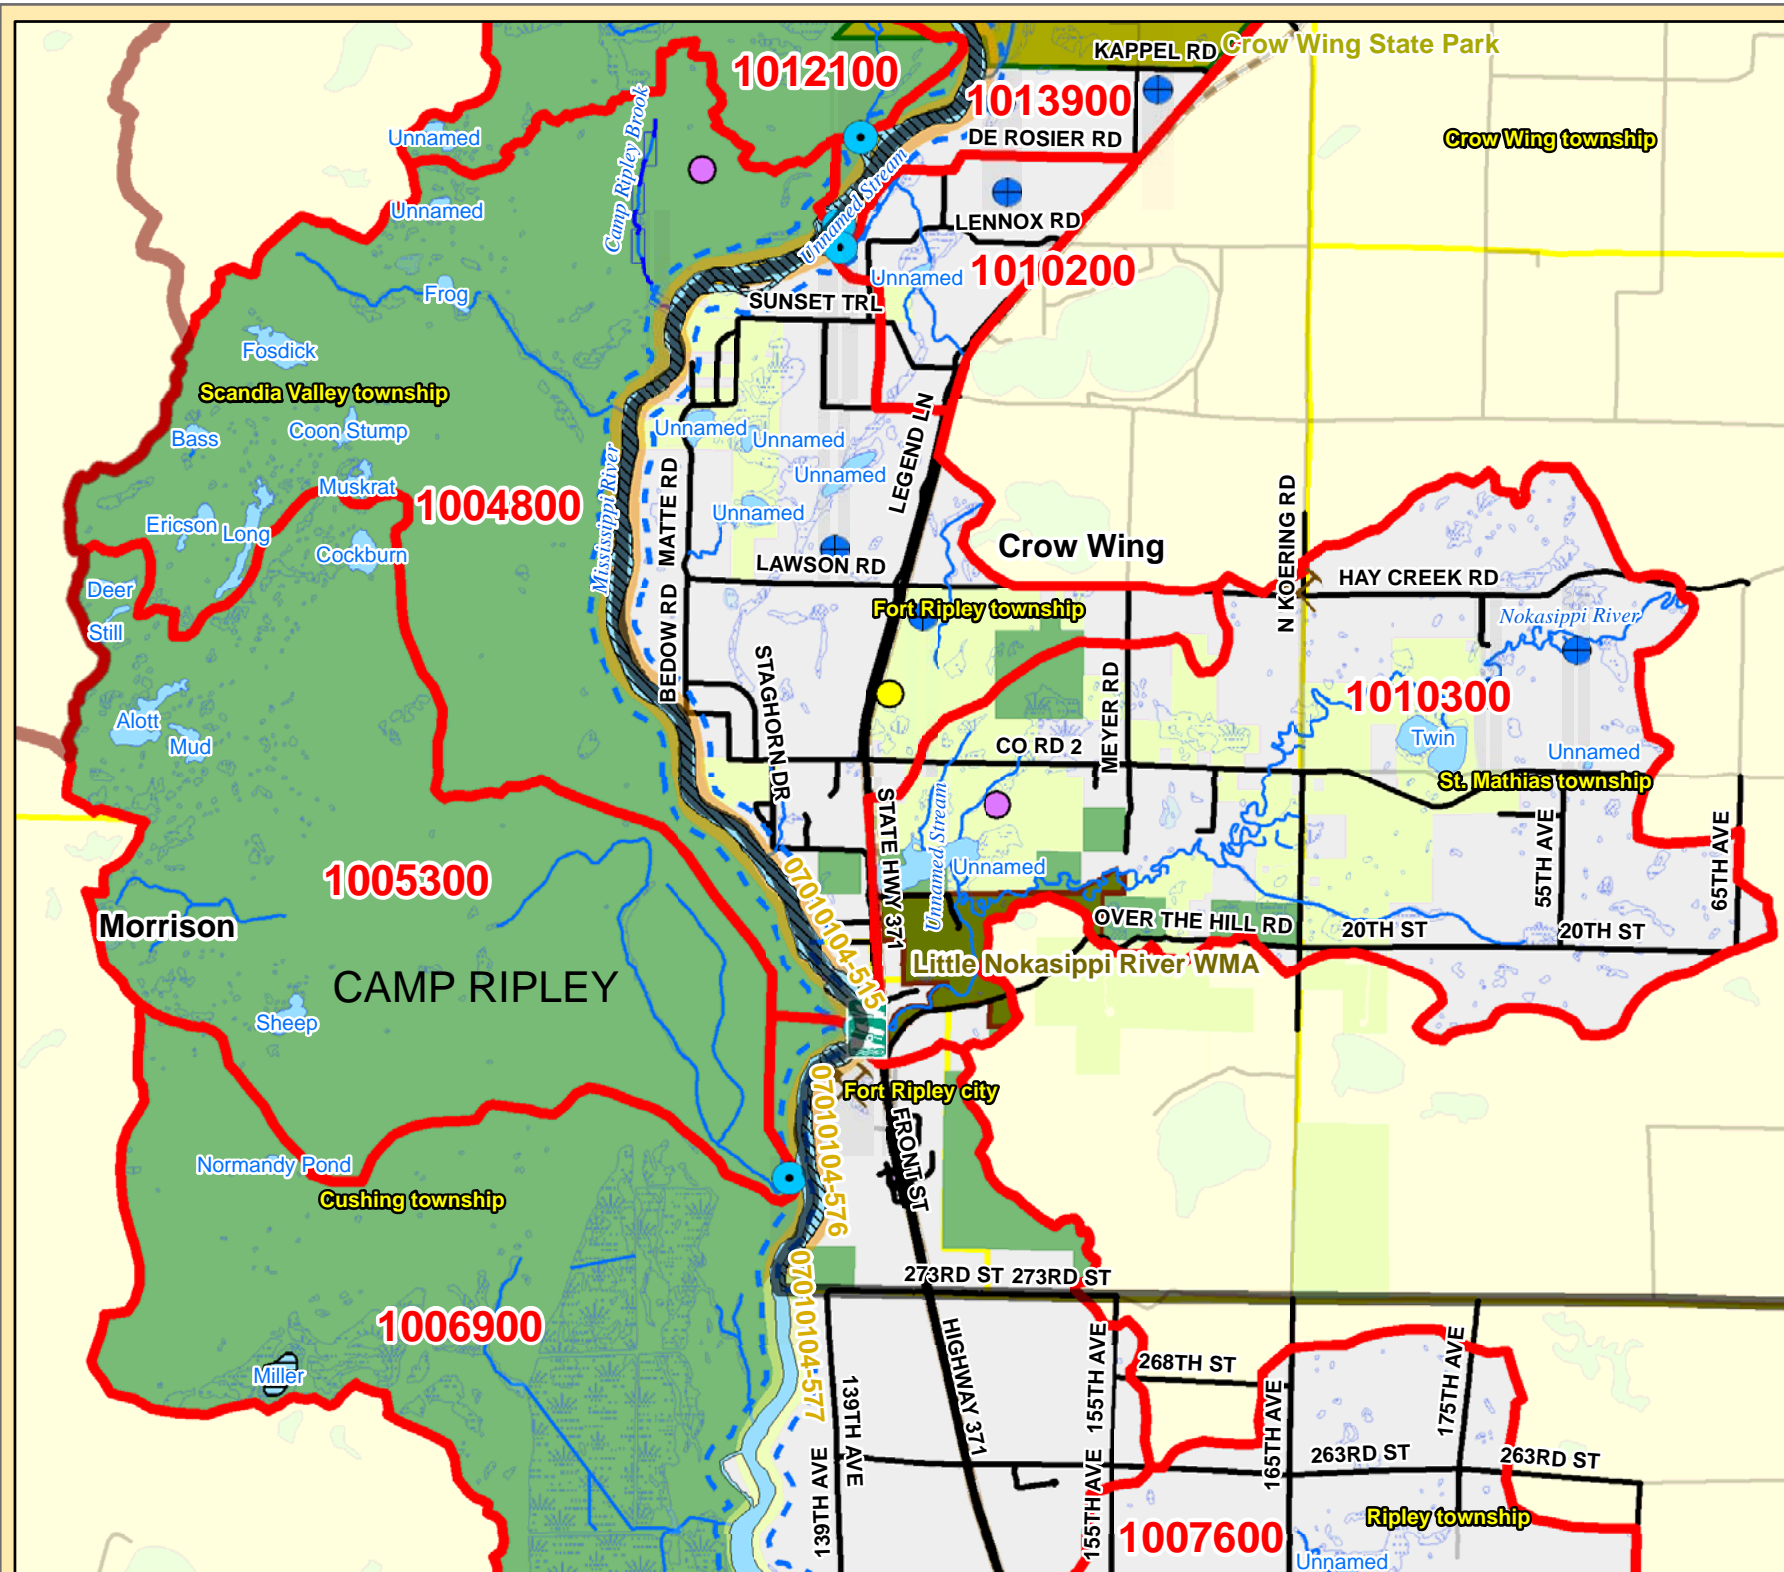 KAPPEL RD
Crow Wing State Park
1012100
1013900
DE ROSIER RD
Crow Wing township
Unnamed
Camp Ripley Brook
Unnamed Stream
Unnamed
LENNOX RD
Unnamed
1010200
Frog
SUNSET TRL
Fosdick
Scandia Valley township
Bass
Coon Stump
Unnamed
Unnamed
LEGEND LN
Muskrat
1004800
Mississippi River
MATTE RD
Unnamed
Unnamed
Ericson
Long
Cockburn
Crow Wing
N KOERING RD
LAWSON RD
HAY CREEK RD
Deer
Still
BEDOW RD
Fort Ripley township
Nokasippi River
STAGHORN DR
MEYER RD
1010300
Alott
Mud
CO RD 2
Twin
Unnamed
St. Mathias township
STATE HWY 371
Unnamed Stream
55TH AVE
65TH AVE
1005300
Unnamed
07010104-515
Morrison
OVER THE HILL RD
20TH ST
20TH ST
Little Nokasippi River WMA
CAMP RIPLEY
Sheep
Fort Ripley city
07010104-576
FRONT ST
Normandy Pond
Cushing township
273RD ST
273RD ST
07010104-577
1006900
Miller
HIGHWAY 371
155TH AVE
268TH ST
175TH AVE
139TH AVE
165TH AVE
263RD ST
263RD ST
139TH AVE
155TH AVE
Ripley township
1007600
Unnamed